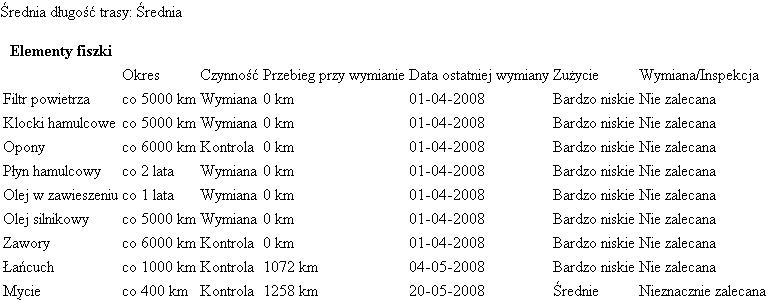 Średnia długość trasy: Średnia
Elementy fiszki
Okres Czynność Przebieg przy wymianie Data ostatniej wymiany Zużycie Wymiana/Inspekcja
Filtr powietrza co 5000 km Wymiana 0 km 01-04-2008 Bardzo niskie Nie zalecana
Klocki hamulcowe co 5000 km Wymiana 0 km 01-04-2008 Bardzo niskie Nie zalecana
Opony co 6000 km Kontrola 0 km 01-04-2008 Bardzo niskie Nie zalecana
Płyn hamulcowy co 2 lata Wymiana 0 km 01-04-2008 Bardzo niskie Nie zalecana
Olej w zawieszeniu co 1 lata Wymiana 0 km 01-04-2008 Bardzo niskie Nie zalecana
Olej silnikowy co 5000 km Wymiana 0 km 01-04-2008 Bardzo niskie Nie zalecana
Zawory co 6000 km Kontrola 0 km 01-04-2008 Bardzo niskie Nie zalecana
Łańcuch co 1000 km Kontrola 1072 km 04-05-2008 Bardzo niskie Nie zalecana
Mycie co 400 km Kontrola 1258 km 20-05-2008 Średnie Nieznacznie zalecana